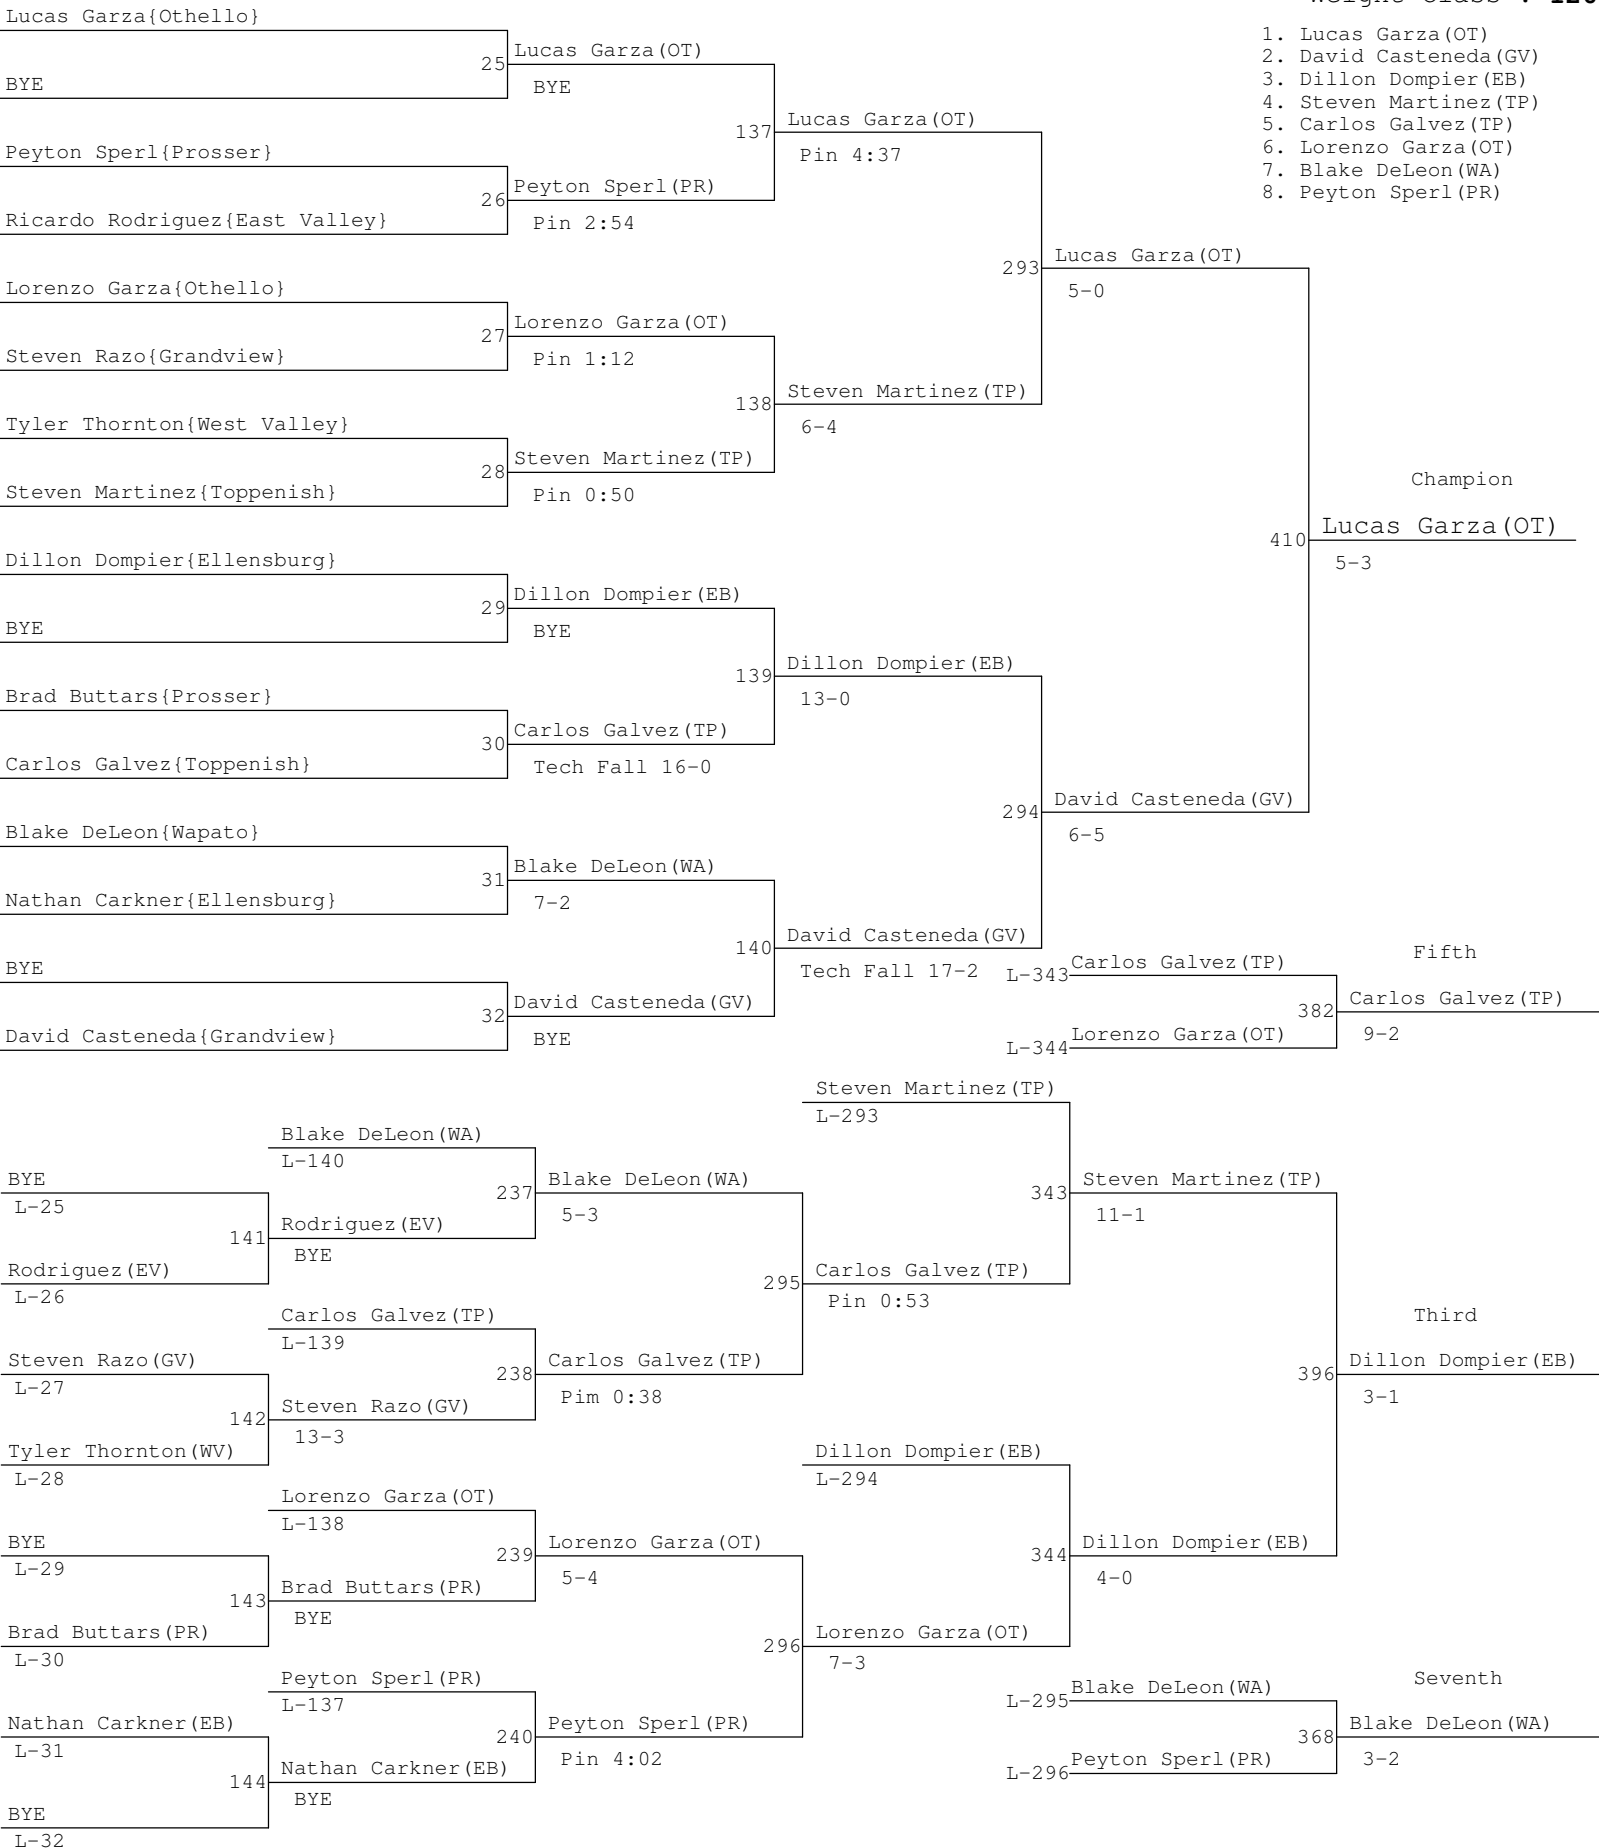 Lucas Garza{Othello}
BYE
Peyton Sperl{Prosser}
Ricardo Rodriguez{East Valley}
Lorenzo Garza{Othello}
Steven Razo{Grandview}
Tyler Thornton{West Valley}
Steven Martinez{Toppenish}
Dillon Dompier{Ellensburg}
BYE
Brad Buttars{Prosser}
Carlos Galvez{Toppenish}
Blake DeLeon{Wapato}
Nathan Carkner{Ellensburg}
BYE
David Casteneda{Grandview}
25
Lucas Garza(OT)
BYE
26
Peyton Sperl(PR)
Pin 2:54
27
Lorenzo Garza(OT)
Pin 1:12
28
Steven Martinez(TP)
Pin 0:50
29
Dillon Dompier(EB)
BYE
30
Carlos Galvez(TP)
Tech Fall 16-0
31
Blake DeLeon(WA)
7-2
32
David Casteneda(GV)
BYE
137
Lucas Garza(OT)
Pin 4:37
138
Steven Martinez(TP)
6-4
139
Dillon Dompier(EB)
13-0
140
David Casteneda(GV)
Tech Fall 17-2
293
Lucas Garza(OT)
5-0
294
David Casteneda(GV)
6-5
1. Lucas Garza(OT)
2. David Casteneda(GV)
3. Dillon Dompier(EB)
4. Steven Martinez(TP)
5. Carlos Galvez(TP)
6. Lorenzo Garza(OT)
7. Blake DeLeon(WA)
8. Peyton Sperl(PR)
Champion
410
Lucas Garza(OT)
5-3
Fifth
L-343
Carlos Galvez(TP)
L-344
Lorenzo Garza(OT)
382
Carlos Galvez(TP)
9-2
BYE
L-25
Rodriguez(EV)
L-26
Steven Razo(GV)
L-27
Tyler Thornton(WV)
L-28
BYE
L-29
Brad Buttars(PR)
L-30
Nathan Carkner(EB)
L-31
BYE
L-32
Blake DeLeon(WA)
L-140
141
Rodriguez(EV)
BYE
Carlos Galvez(TP)
L-139
142
Steven Razo(GV)
13-3
Lorenzo Garza(OT)
L-138
143
Brad Buttars(PR)
BYE
Peyton Sperl(PR)
L-137
144
Nathan Carkner(EB)
BYE
237
Blake DeLeon(WA)
5-3
238
Carlos Galvez(TP)
Pim 0:38
239
Lorenzo Garza(OT)
5-4
240
Peyton Sperl(PR)
Pin 4:02
Steven Martinez(TP)
L-293
295
Carlos Galvez(TP)
Pin 0:53
Dillon Dompier(EB)
L-294
296
Lorenzo Garza(OT)
7-3
343
Steven Martinez(TP)
11-1
344
Dillon Dompier(EB)
4-0
Third
396
Dillon Dompier(EB)
3-1
Seventh
L-295
Blake DeLeon(WA)
L-296
Peyton Sperl(PR)
368
Blake DeLeon(WA)
3-2